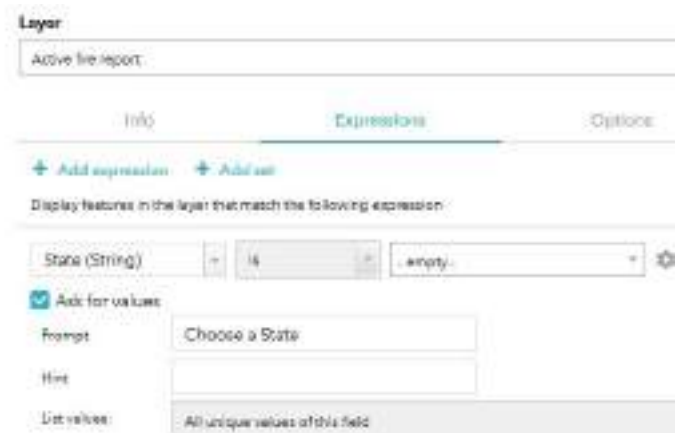 Layer
Active fire report
Info Expressions Options
+ Add expression + Add set
Display features in the layer that match the following expression
State (String) is - empty -
Ask for values
Prompt Choose a State
Hint
List values: All unique values of this field